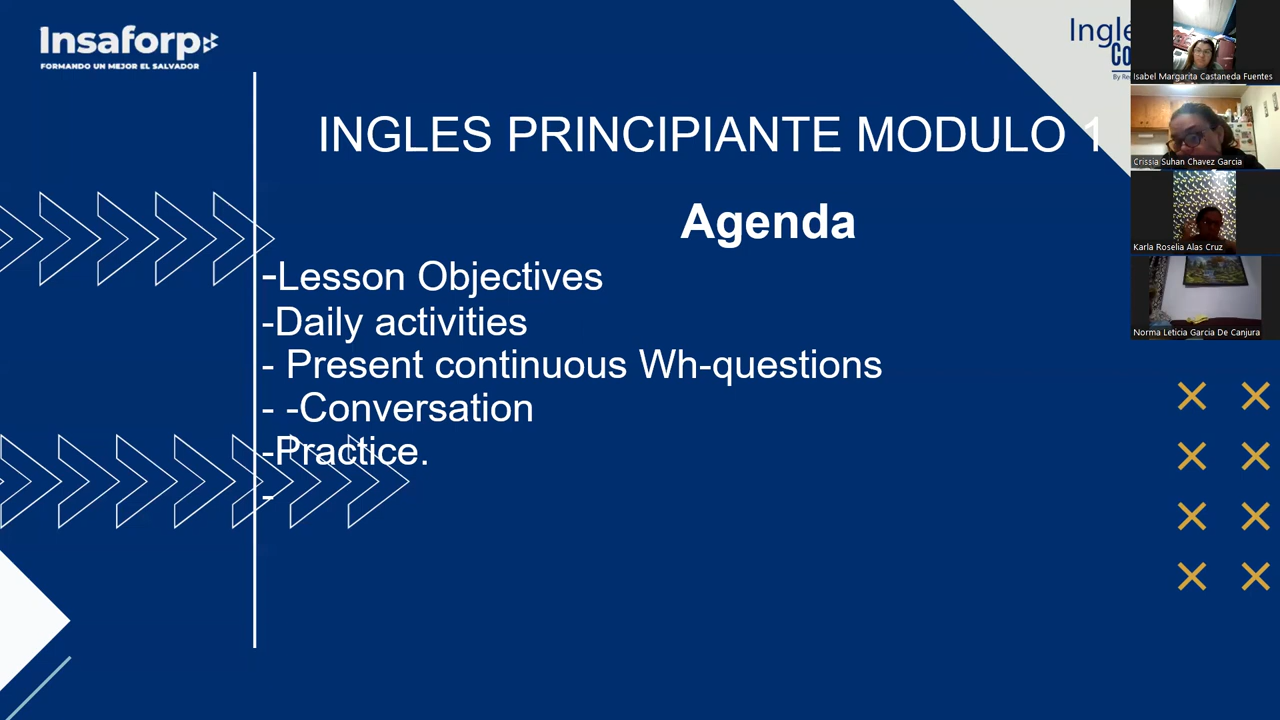 Insaforp
FORMANDO UN MEJOR EL SALVADOR
INGLES PRINCIPIANTE MODULO 1
Agenda
-Lesson Objectives
-Daily activities
- Present continuous Wh-questions
- -Conversation
-Practice.
-
Isabel Margarita Castaneda Fuentes
Crissia Suhan Chavez Garcia
Karla Roselia Alas Cruz
Norma Leticia Garcia De Canjura